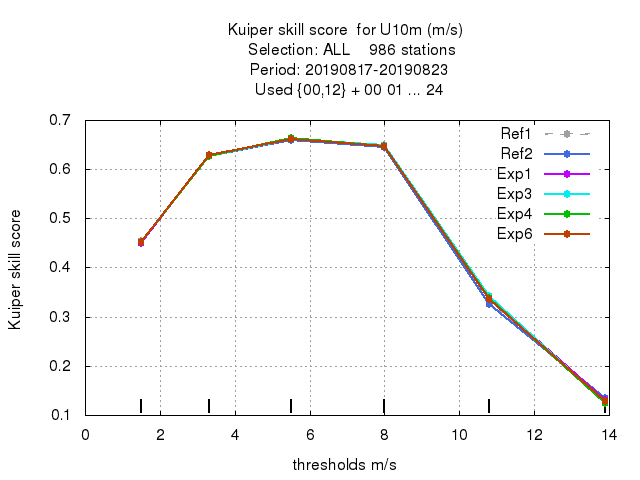 Kuiper skill score for U10m (m/s)
Selection: ALL 986 stations
Period: 20190817-20190823
Used {00,12} + 00 01 ... 24
0.7
0.6
0.5
0.4
0.3
0.2
0.1
Kuiper skill score
Ref1
Ref2
Exp1
Exp3
Exp4
Exp6
0 2 4 6 8 10 12 14
thresholds m/s